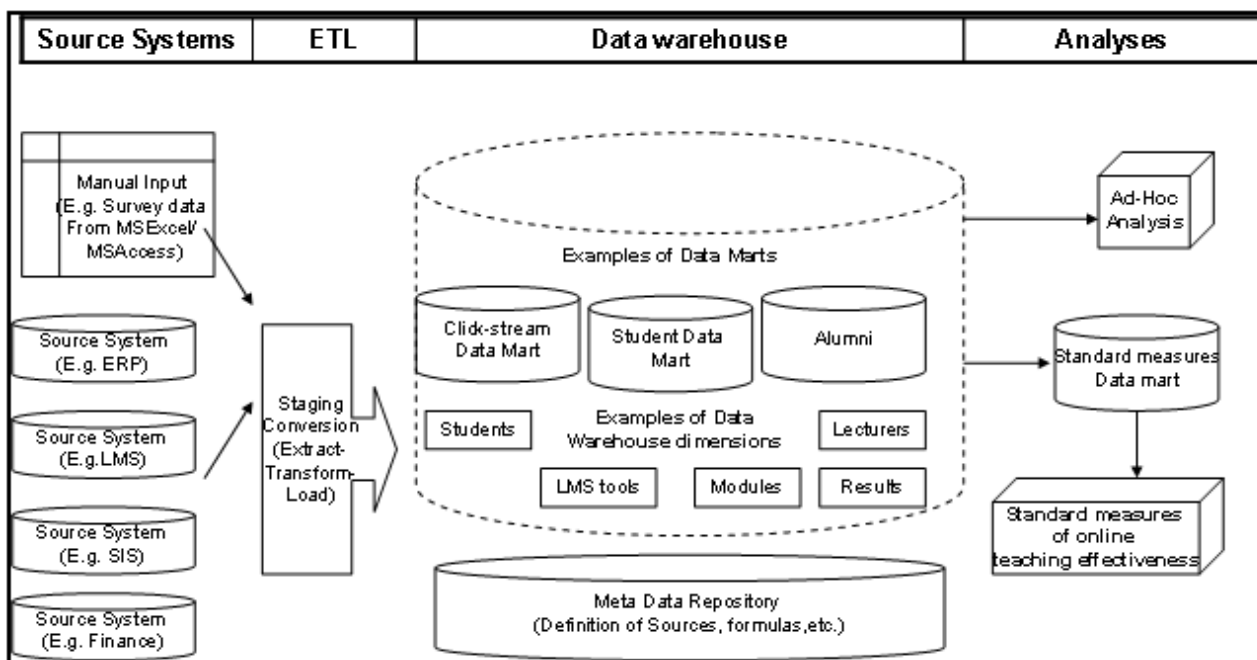 Source Systems
ETL
Data warehouse
Analyses
Manual Input
(E.g. Survey data
From MSExcel/
MSAccess)
Source System
(E.g. ERP)
Source System
(E.g.LMS)
Source System
(E.g. SIS)
Source System
(E.g. Finance)
Staging
Conversion
(Extract-
Transform-
Load)
Examples of Data Marts
Click-stream
Data Mart
Student Data
Mart
Alumni
Students
Examples of Data
Warehouse dimensions
Lecturers
LMS tools
Modules
Results
Meta Data Repository
(Definition of Sources, formulas,etc.)
Ad-Hoc
Analysis
Standard measures
Data mart
Standard measures
of online
teaching effectiveness